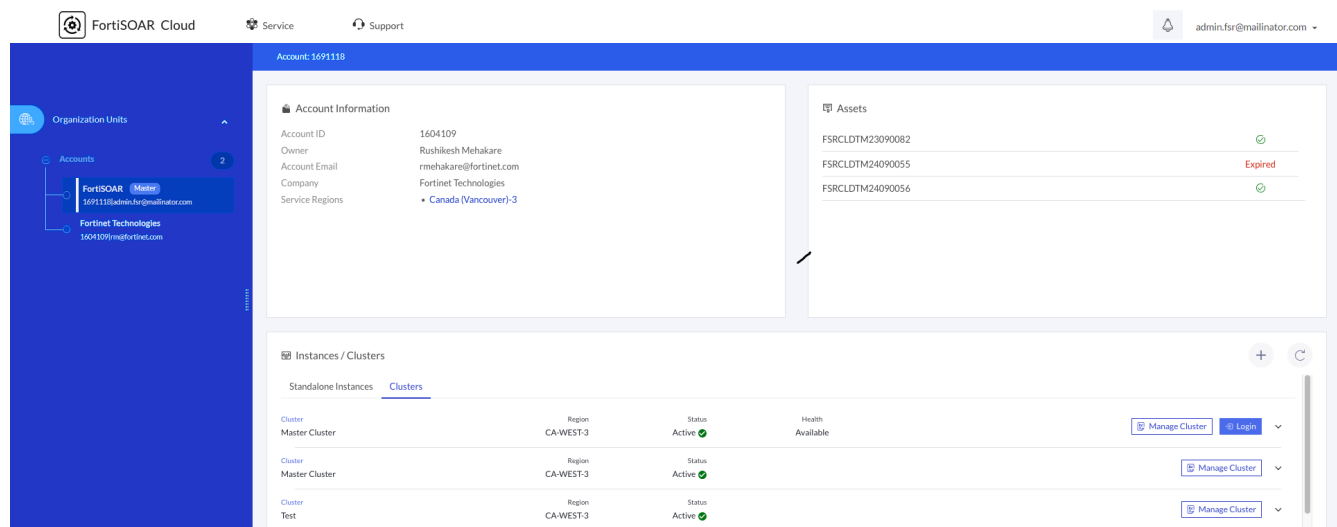 FortiSOAR Cloud
Service
Support
admin.fsr@mailinator.com
Account: 1691118
Organization Units
Accounts
2
FortiSOAR Master
1691118|admin.fsr@mailinator.com
Fortinet Technologies
1604109|rm@fortinet.com
Account Information
Account ID 1604109
Owner Rushikesh Mehakare
Account Email rmehakare@fortinet.com
Company Fortinet Technologies
Service Regions • Canada (Vancouver)-3
Assets
FSRCLDTM23090082
FSRCLDTM24090055 Expired
FSRCLDTM24090056
Instances / Clusters
Standalone Instances Clusters
Cluster Region Status Health
Master Cluster CA-WEST-3 Active Available Manage Cluster Login
Cluster Region Status
Master Cluster CA-WEST-3 Active Manage Cluster
Cluster Region Status
Test CA-WEST-3 Active Manage Cluster